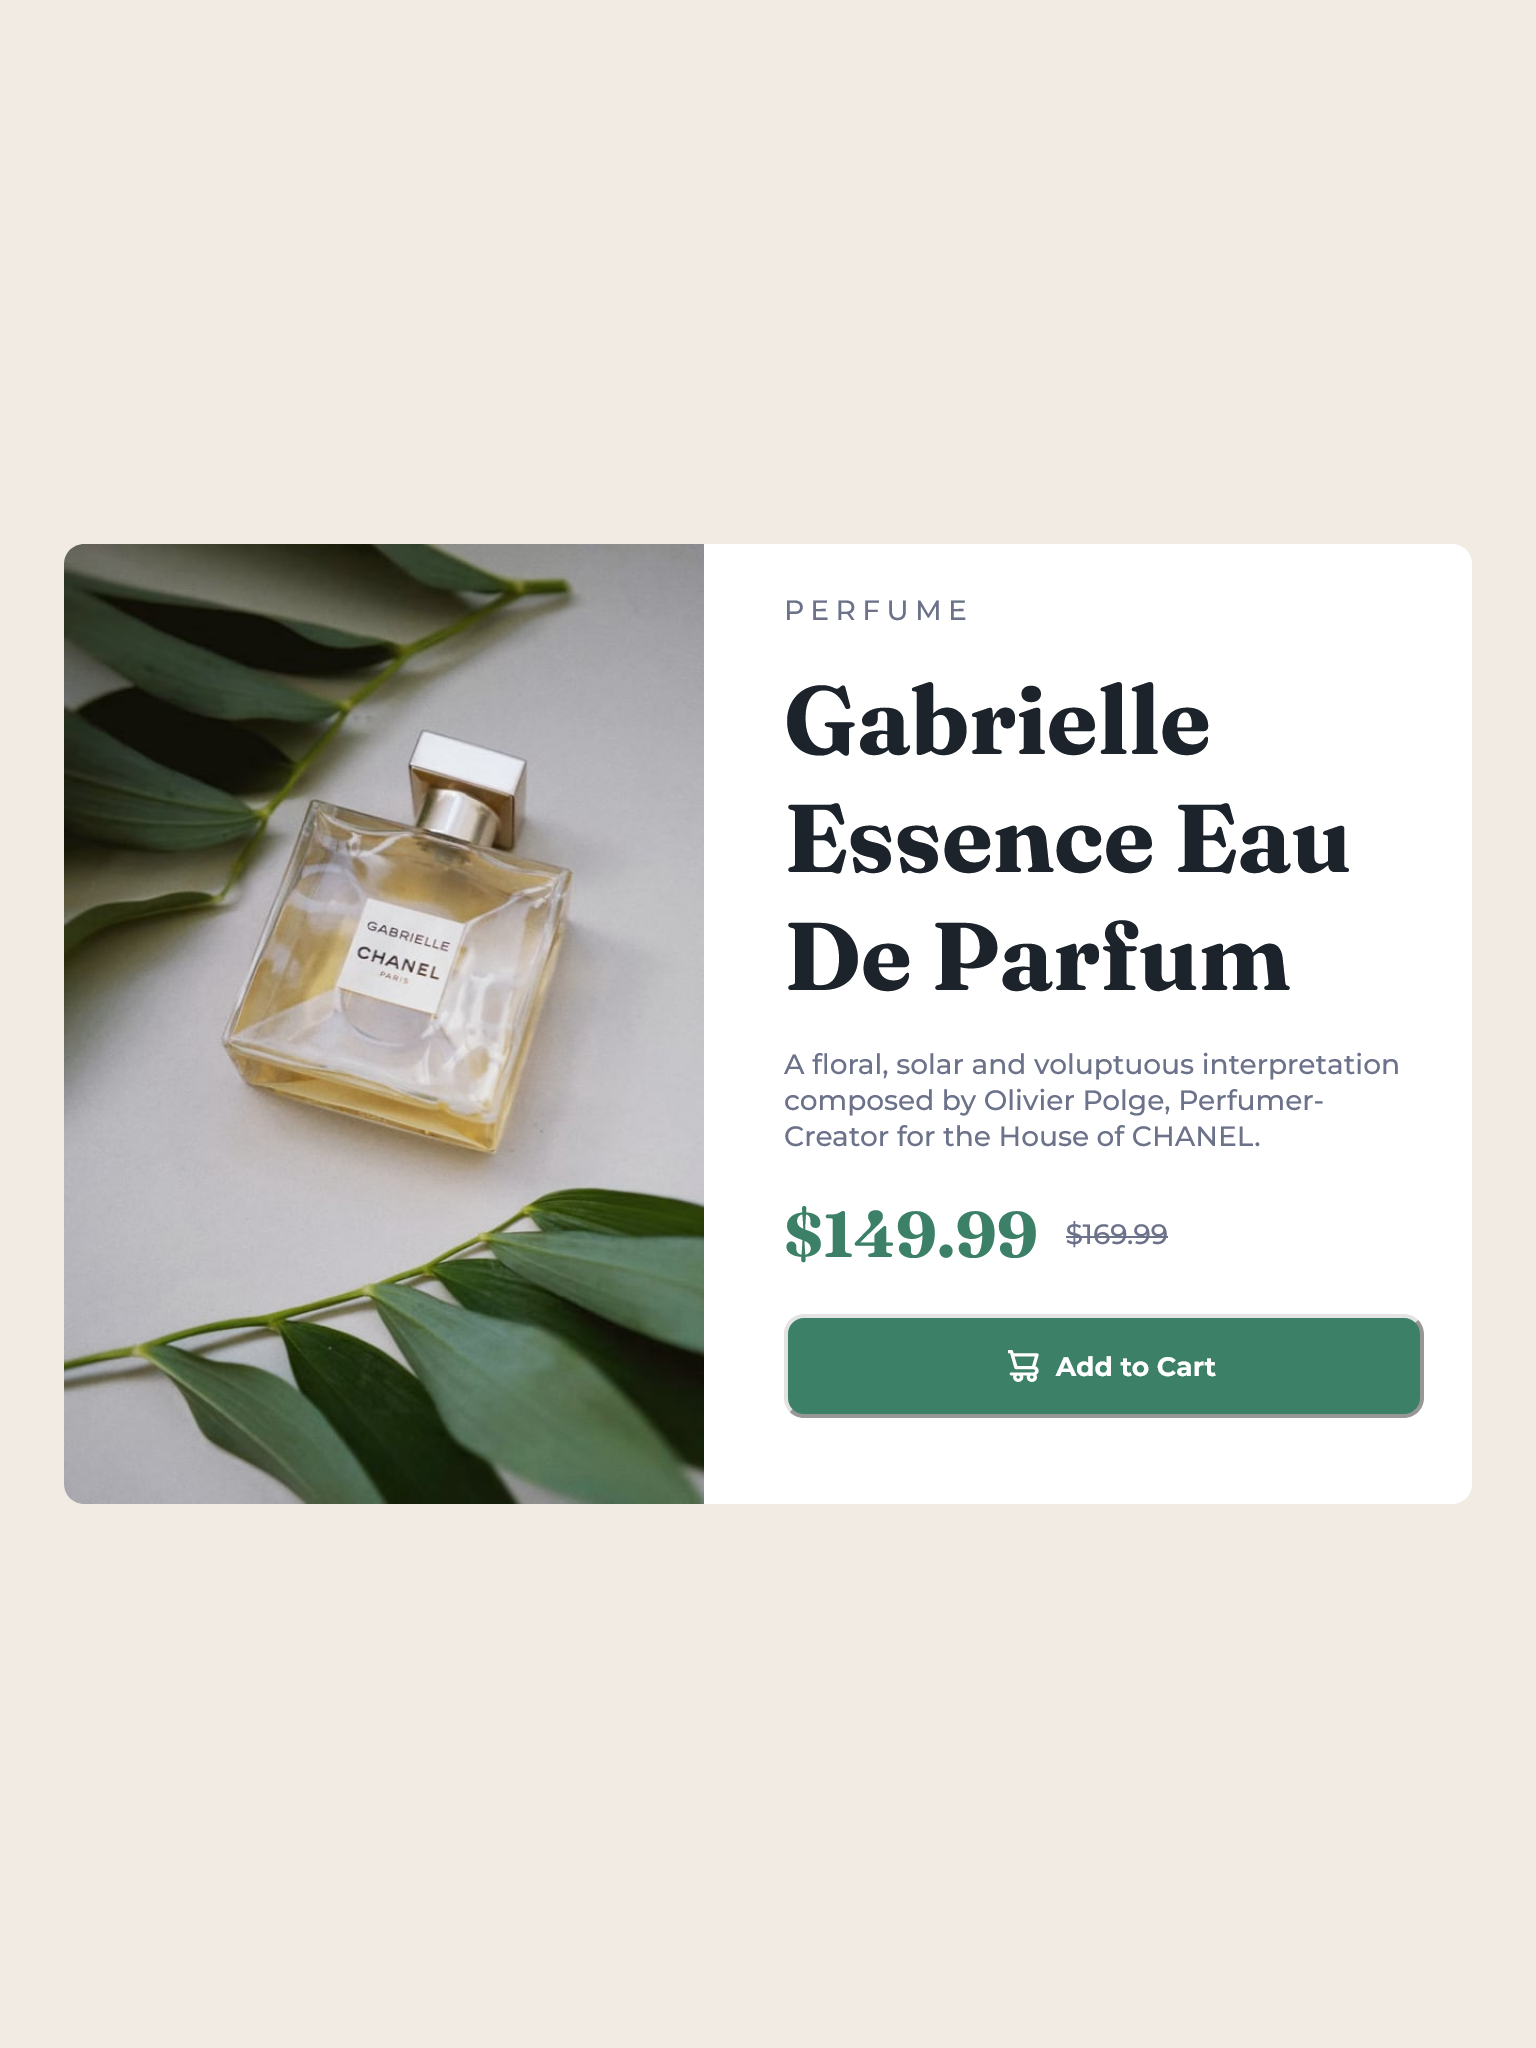 GABRIELLE
CHANEL
PARIS
PERFUME
Gabrielle
Essence Eau
De Parfum
A floral, solar and voluptuous interpretation
composed by Olivier Polge, Perfumer-
Creator for the House of CHANEL.
$149.99 $169.99
Add to Cart